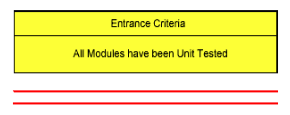 Entrance Criteria
All Modules have been Unit Tested